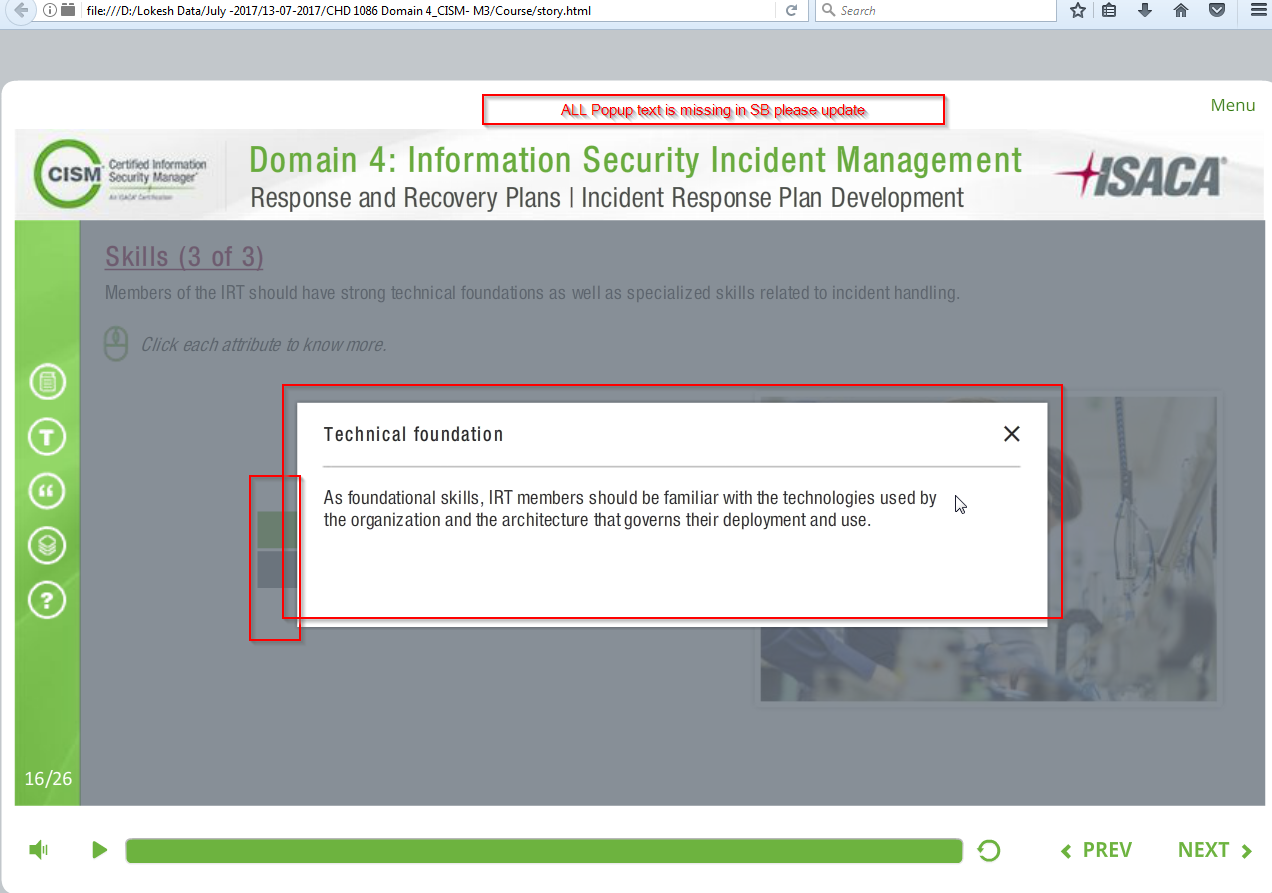 file:///D:/Lokesh Data/July -2017/13-07-2017/CHD 1086 Domain 4_CISM- M3/Course/story.html
Search
ALL Popup text is missing in SB please update
Menu
CISM
Certified Information
Security Manager®
An ISACA® Certification
Domain 4: Information Security Incident Management
Response and Recovery Plans | Incident Response Plan Development
ISACA®
Skills (3 of 3)
Members of the IRT should have strong technical foundations as well as specialized skills related to incident handling.
Click each attribute to know more.
Technical foundation
As foundational skills, IRT members should be familiar with the technologies used by
the organization and the architecture that governs their deployment and use.
T
“
?
16/26
PREV
NEXT